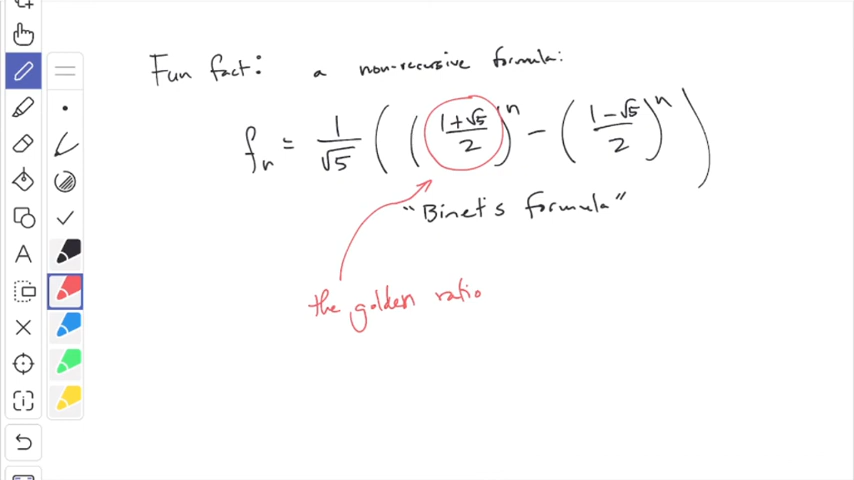 Fun fact: a non-recursive formula:
fₙ = 1/√5 ( ( (1+√5)/2 )ⁿ − ( (1−√5)/2 )ⁿ )
"Binet's formula"
the golden ratio